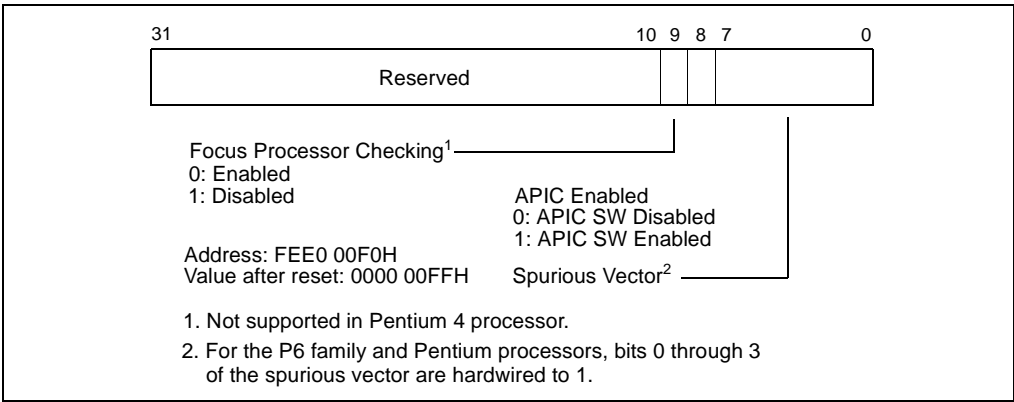 31 10 9 8 7 0
Reserved
Focus Processor Checking1
0: Enabled
1: Disabled
APIC Enabled
0: APIC SW Disabled
1: APIC SW Enabled
Address: FEE0 00F0H
Value after reset: 0000 00FFH
Spurious Vector2
1. Not supported in Pentium 4 processor.
2. For the P6 family and Pentium processors, bits 0 through 3
of the spurious vector are hardwired to 1.